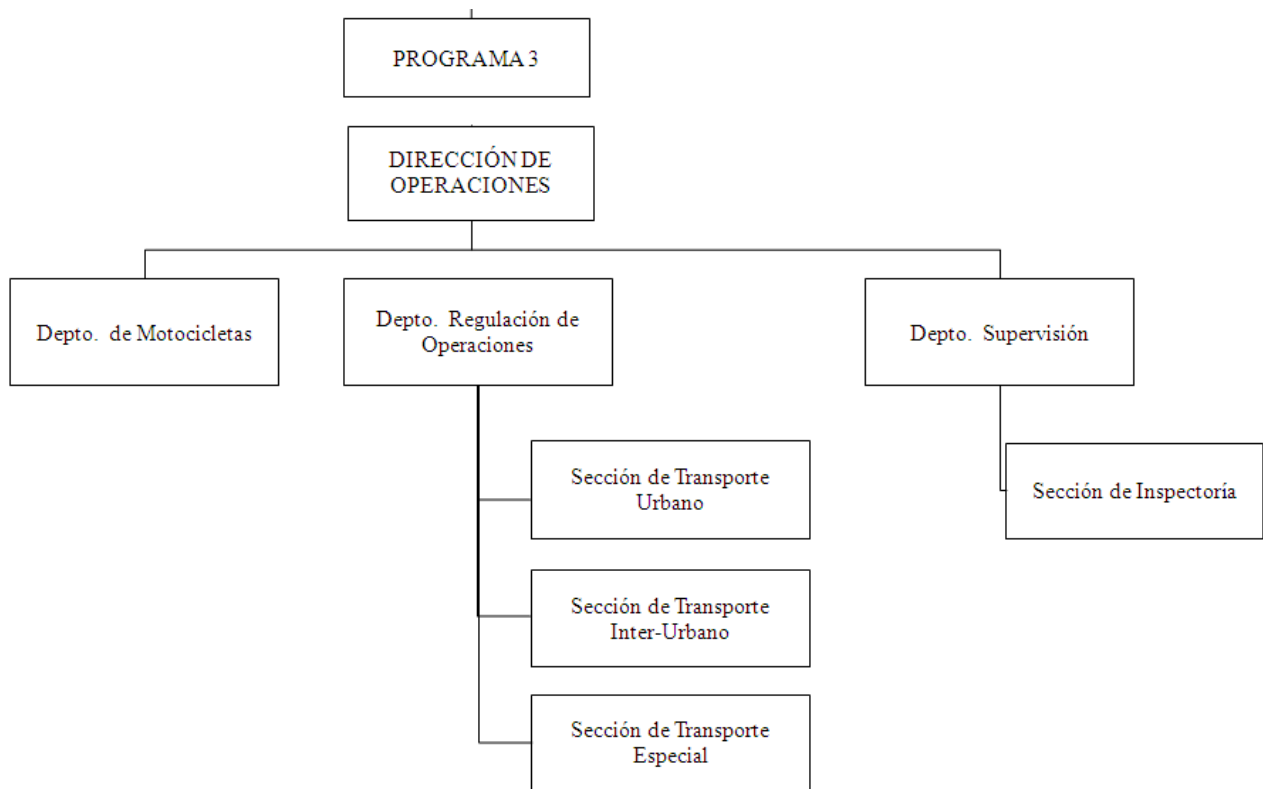 PROGRAMA 3
DIRECCIÓN DE
OPERACIONES
Depto. de Motocicletas
Depto. Regulación de
Operaciones
Depto. Supervisión
Sección de Transporte
Urbano
Sección de Inspectoría
Sección de Transporte
Inter-Urbano
Sección de Transporte
Especial